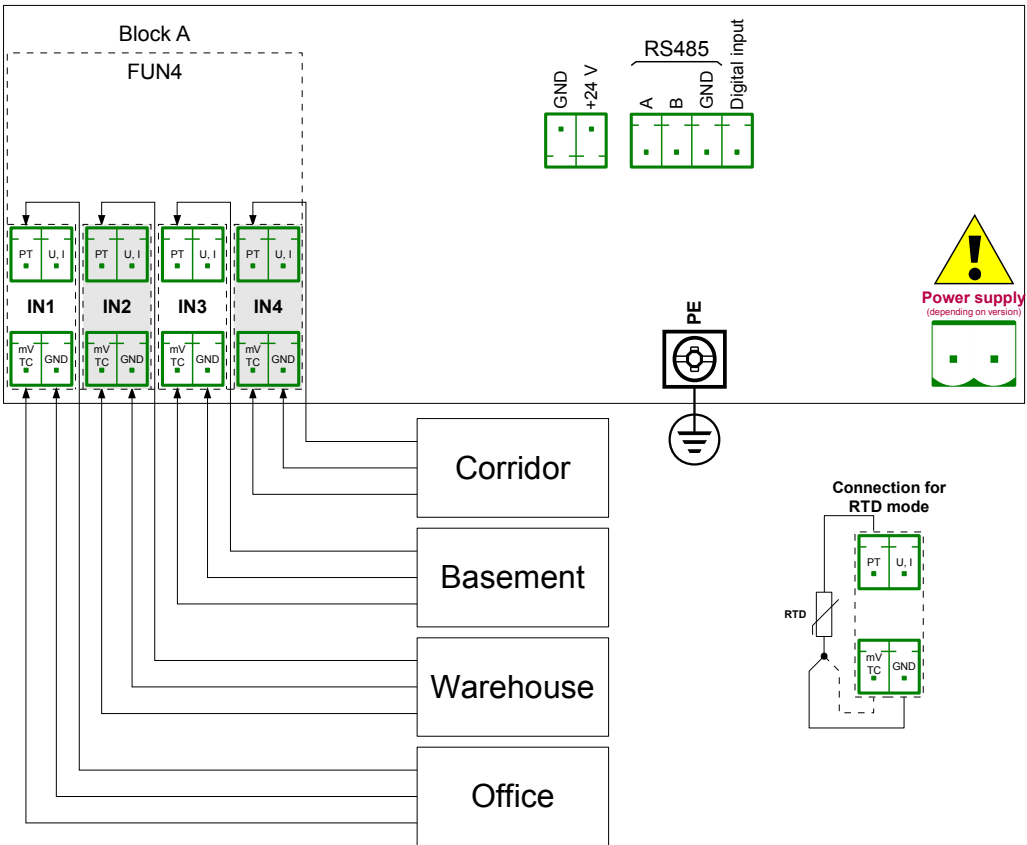 Block A
FUN4
GND
+24 V
RS485
A
B
GND
Digital input
PT
U, I
PT
U, I
PT
U, I
PT
U, I
IN1
IN2
IN3
IN4
mV
TC
GND
mV
TC
GND
mV
TC
GND
mV
TC
GND
PE
Power supply
(depending on version)
Corridor
Basement
Warehouse
Office
Connection for
RTD mode
PT
U, I
RTD
mV
TC
GND